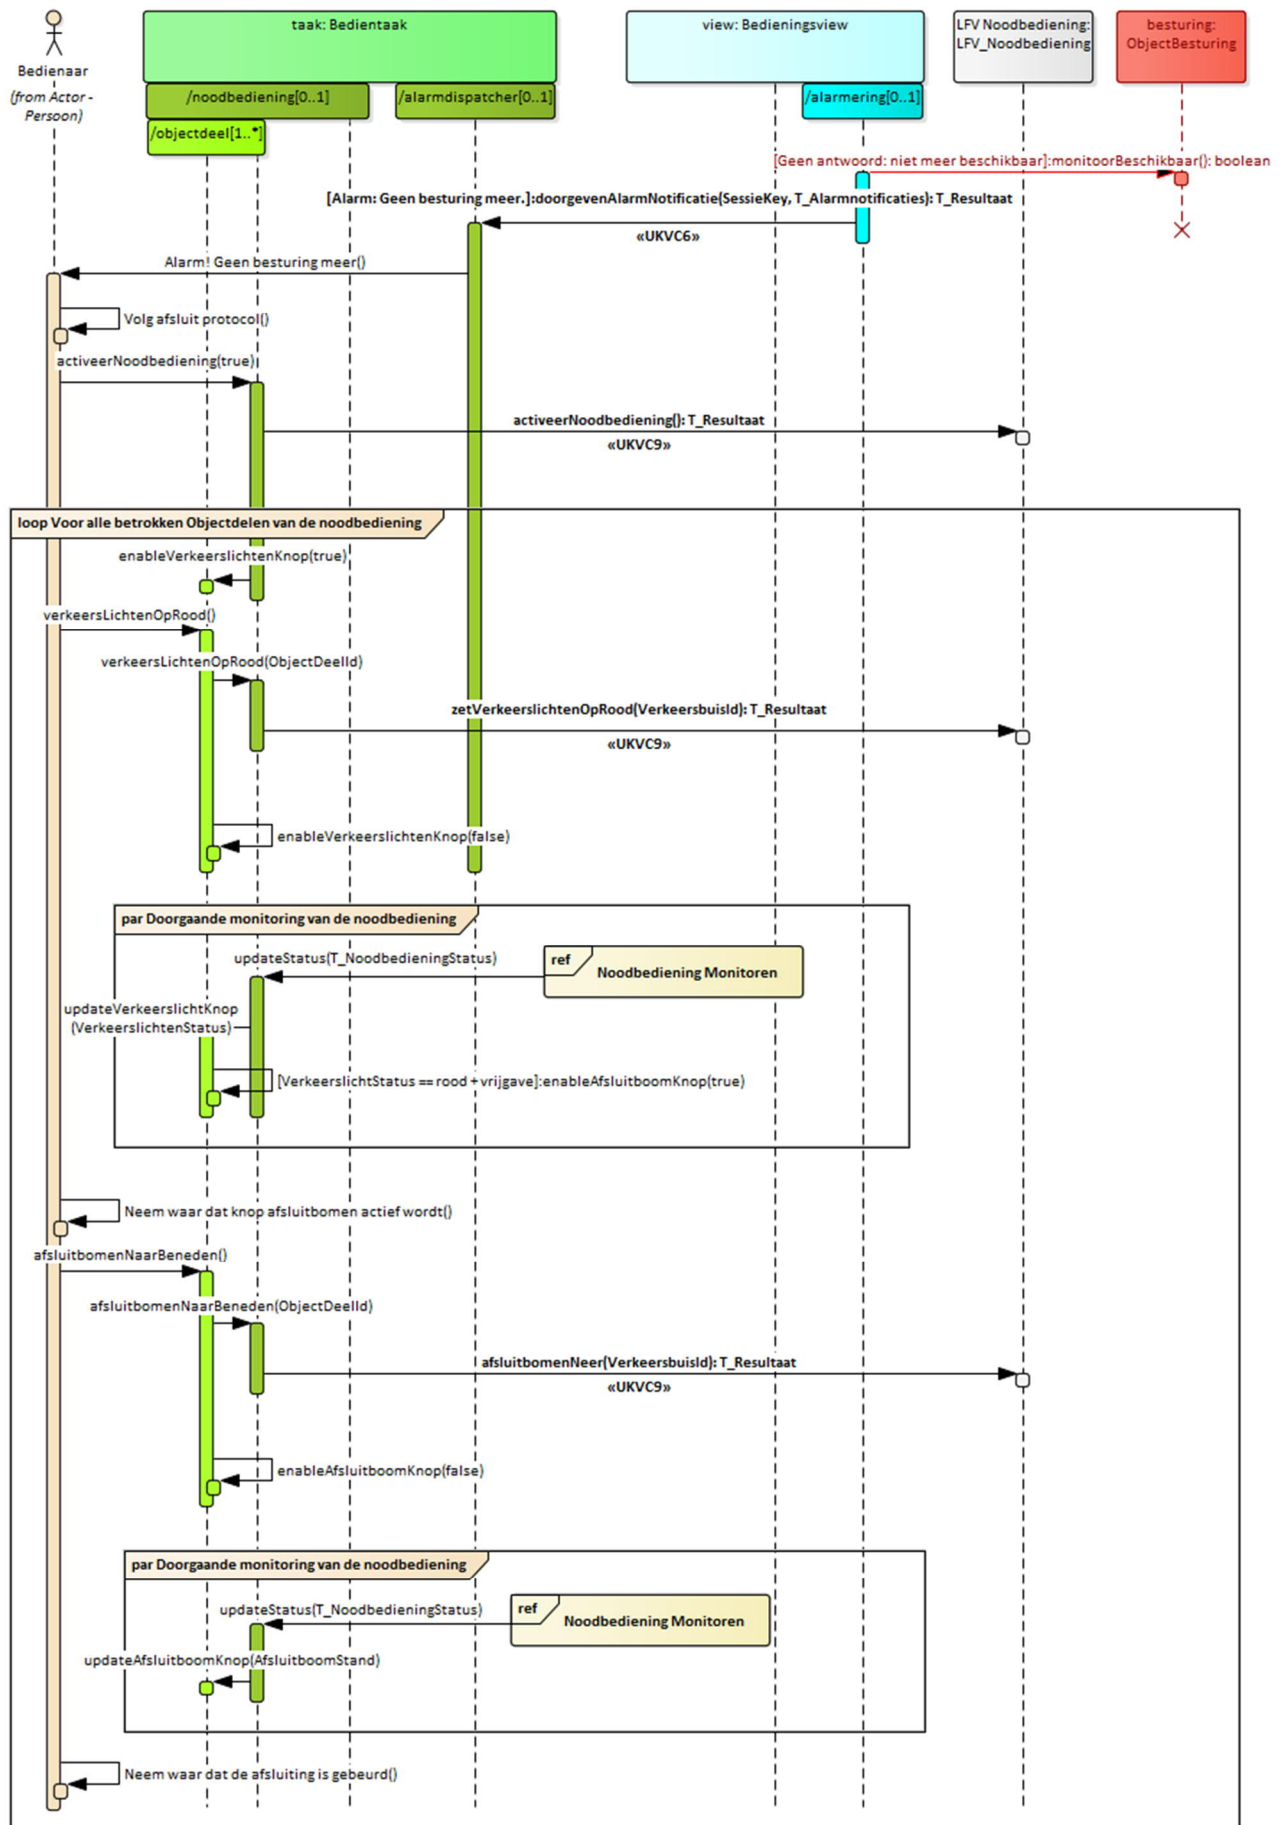 taak: Bedientaak
view: Bedieningsview
LFV Noodbediening:
LFV_Noodbediening
besturing:
ObjectBesturing
Bedienaar
(from Actor -
Persoon)
/noodbediening[0..1]
/alarmdispatcher[0..1]
/alarmering[0..1]
/objectdeel[1..*]
[Geen antwoord: niet meer beschikbaar]:monitoorBeschikbaar(): boolean
[Alarm: Geen besturing meer.]:doorgevenAlarmNotificatie(SessieKey, T_Alarmnotificaties): T_Resultaat
«UKVC6»
Alarm! Geen besturing meer()
Volg afsluit protocol()
activeerNoodbediening(true)
activeerNoodbediening(): T_Resultaat
«UKVC9»
loop Voor alle betrokken Objectdelen van de noodbediening
enableVerkeerslichtenKnop(true)
verkeersLichtenOpRood()
verkeersLichtenOpRood(ObjectDeelId)
zetVerkeerslichtenOpRood(VerkeersbuisId): T_Resultaat
«UKVC9»
enableVerkeerslichtenKnop(false)
par Doorgaande monitoring van de noodbediening
updateStatus(T_NoodbedieningStatus)
ref
Noodbediening Monitoren
updateVerkeerslichtKnop
(VerkeerslichtenStatus)
[VerkeerslichtStatus == rood + vrijgave]:enableAfsluitboomKnop(true)
Neem waar dat knop afsluitbomen actief wordt()
afsluitbomenNaarBeneden()
afsluitbomenNaarBeneden(ObjectDeelId)
afsluitbomenNeer(VerkeersbuisId): T_Resultaat
«UKVC9»
enableAfsluitboomKnop(false)
par Doorgaande monitoring van de noodbediening
updateStatus(T_NoodbedieningStatus)
ref
Noodbediening Monitoren
updateAfsluitboomKnop(AfsluitboomStand)
Neem waar dat de afsluiting is gebeurd()